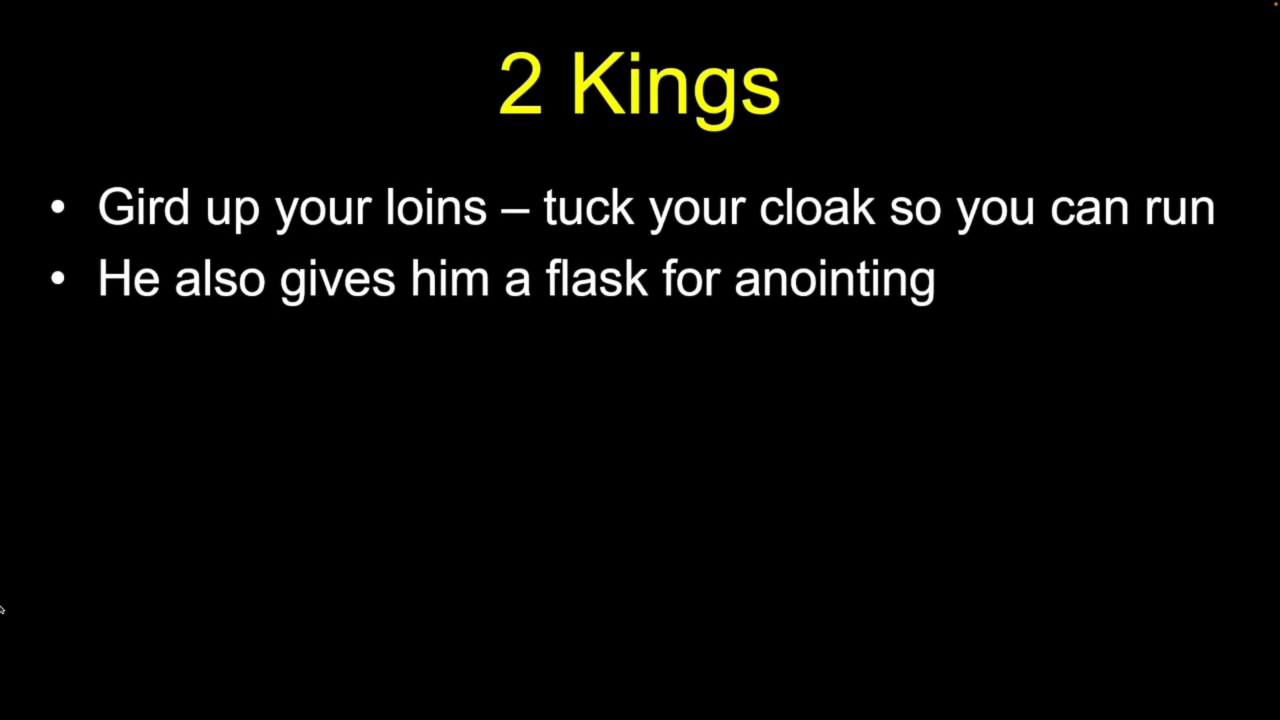 2 Kings
• Gird up your loins – tuck your cloak so you can run
• He also gives him a flask for anointing